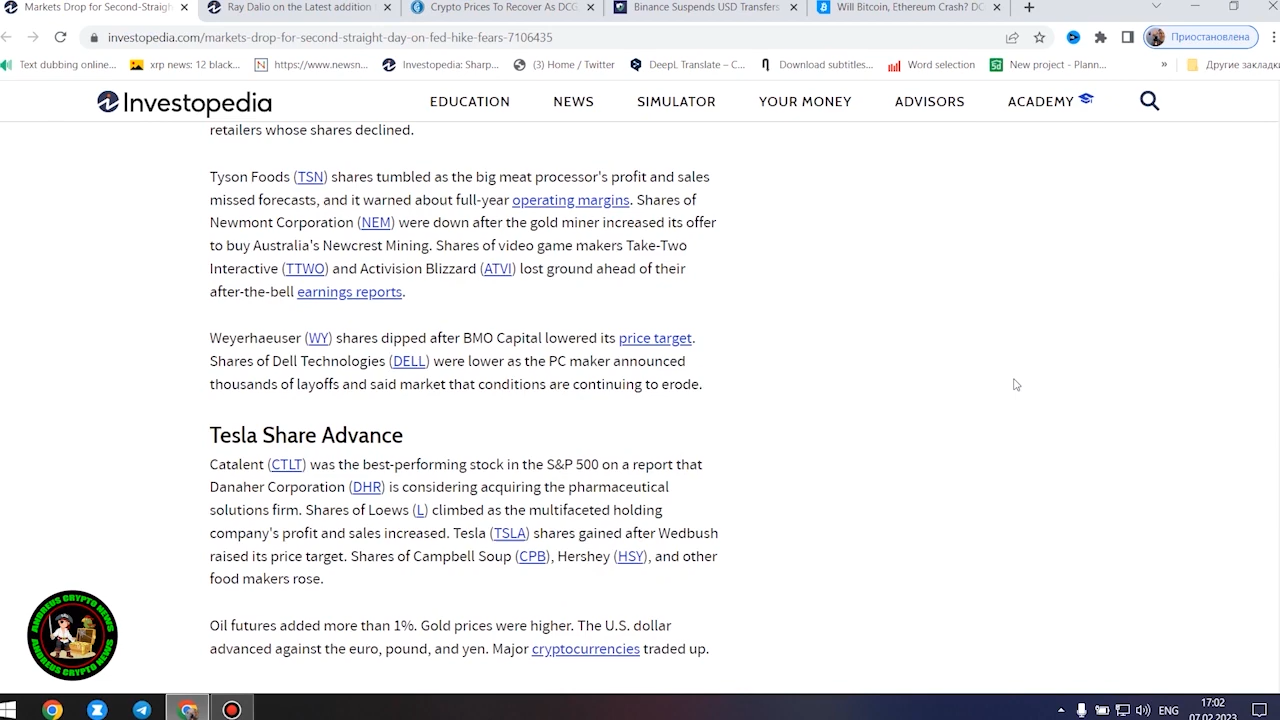 Markets Drop for Second-Straigh
Ray Dalio on the Latest addition
Crypto Prices To Recover As DCG
Binance Suspends USD Transfers
Will Bitcoin, Ethereum Crash? DC
investopedia.com/markets-drop-for-second-straight-day-on-fed-hike-fears-7106435
Приостановлена
Text dubbing online...
xrp news: 12 black...
https://www.newsn...
Investopedia: Sharp...
(3) Home / Twitter
DeepL Translate – C...
Download subtitles...
Word selection
New project - Plann...
»
Другие закладки
Investopedia
EDUCATION
NEWS
SIMULATOR
YOUR MONEY
ADVISORS
ACADEMY
retailers whose shares declined.
Tyson Foods (TSN) shares tumbled as the big meat processor's profit and sales
missed forecasts, and it warned about full-year operating margins. Shares of
Newmont Corporation (NEM) were down after the gold miner increased its offer
to buy Australia's Newcrest Mining. Shares of video game makers Take-Two
Interactive (TTWO) and Activision Blizzard (ATVI) lost ground ahead of their
after-the-bell earnings reports.
Weyerhaeuser (WY) shares dipped after BMO Capital lowered its price target.
Shares of Dell Technologies (DELL) were lower as the PC maker announced
thousands of layoffs and said market that conditions are continuing to erode.
Tesla Share Advance
Catalent (CTLT) was the best-performing stock in the S&P 500 on a report that
Danaher Corporation (DHR) is considering acquiring the pharmaceutical
solutions firm. Shares of Loews (L) climbed as the multifaceted holding
company's profit and sales increased. Tesla (TSLA) shares gained after Wedbush
raised its price target. Shares of Campbell Soup (CPB), Hershey (HSY), and other
food makers rose.
Oil futures added more than 1%. Gold prices were higher. The U.S. dollar
advanced against the euro, pound, and yen. Major cryptocurrencies traded up.
ANDREUS CRYPTO NEWS
ANDREUS CRYPTO NEWS
ENG
17:02
07.02.2023